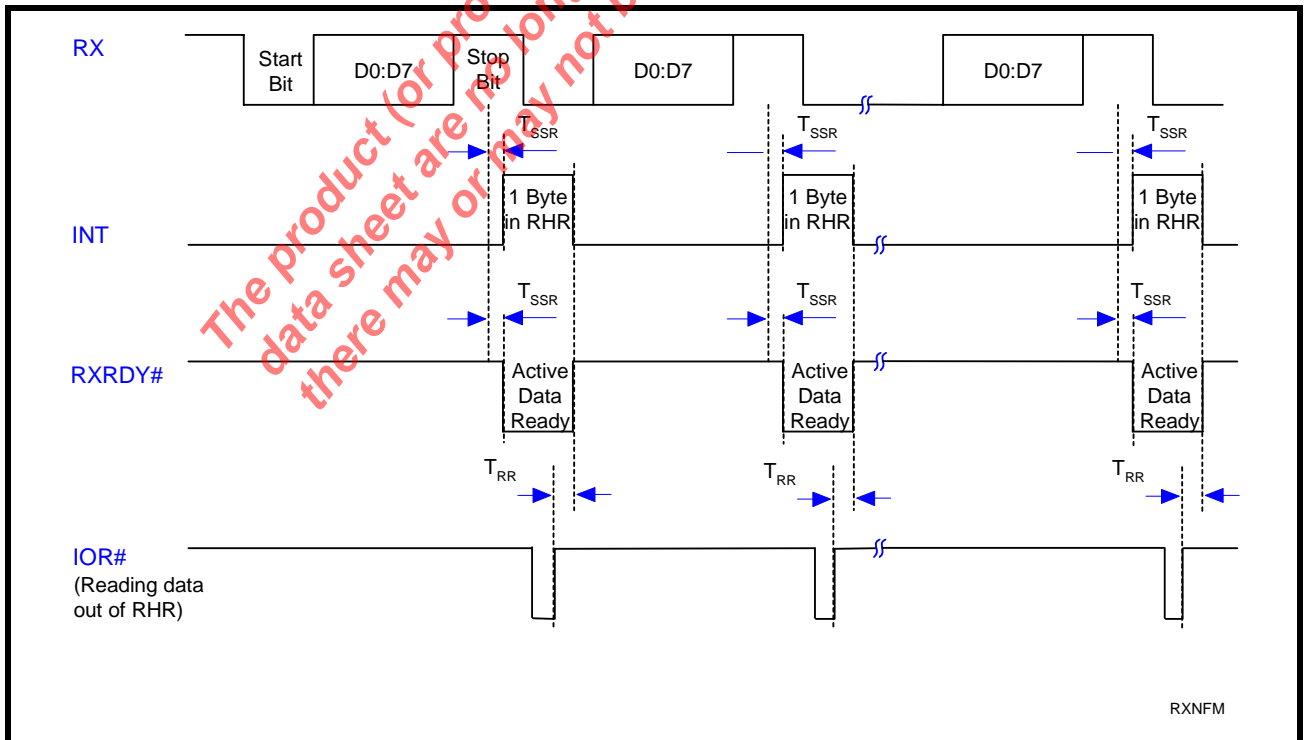 RX
Start
Bit
D0:D7
Stop
Bit
D0:D7
D0:D7
TSSR
TSSR
TSSR
INT
1 Byte
in RHR
1 Byte
in RHR
1 Byte
in RHR
TSSR
TSSR
TSSR
RXRDY#
Active
Data
Ready
Active
Data
Ready
Active
Data
Ready
TRR
TRR
TRR
IOR#
(Reading data
out of RHR)
RXNFM
The product (or pro
data sheet are no long
there may or may not